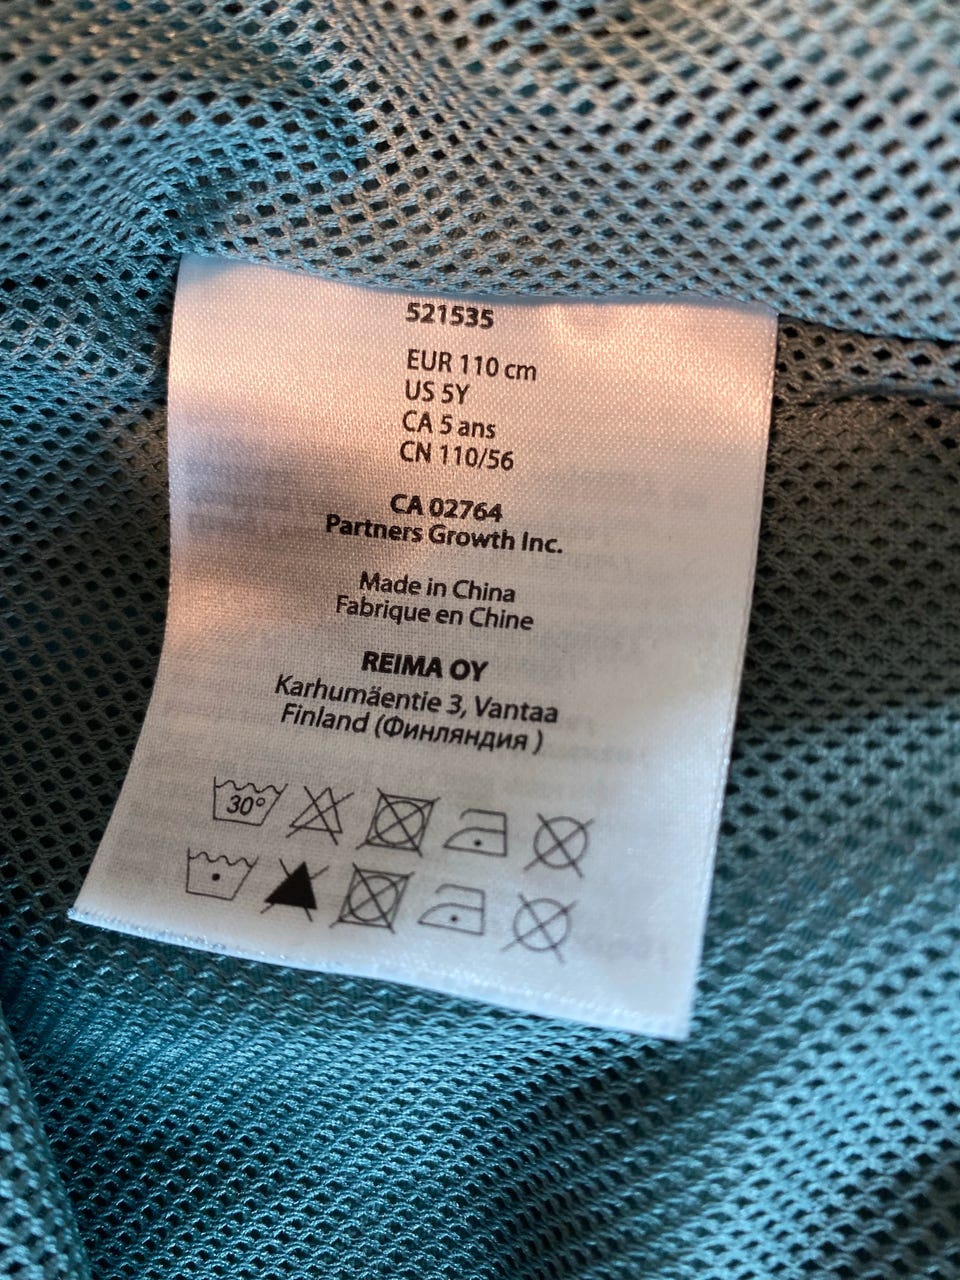 521535
EUR 110 cm
US 5Y
CA 5 ans
CN 110/56
CA 02764
Partners Growth Inc.
Made in China
Fabrique en Chine
REIMA OY
Karhumäentie 3, Vantaa
Finland (Финляндия )
30°